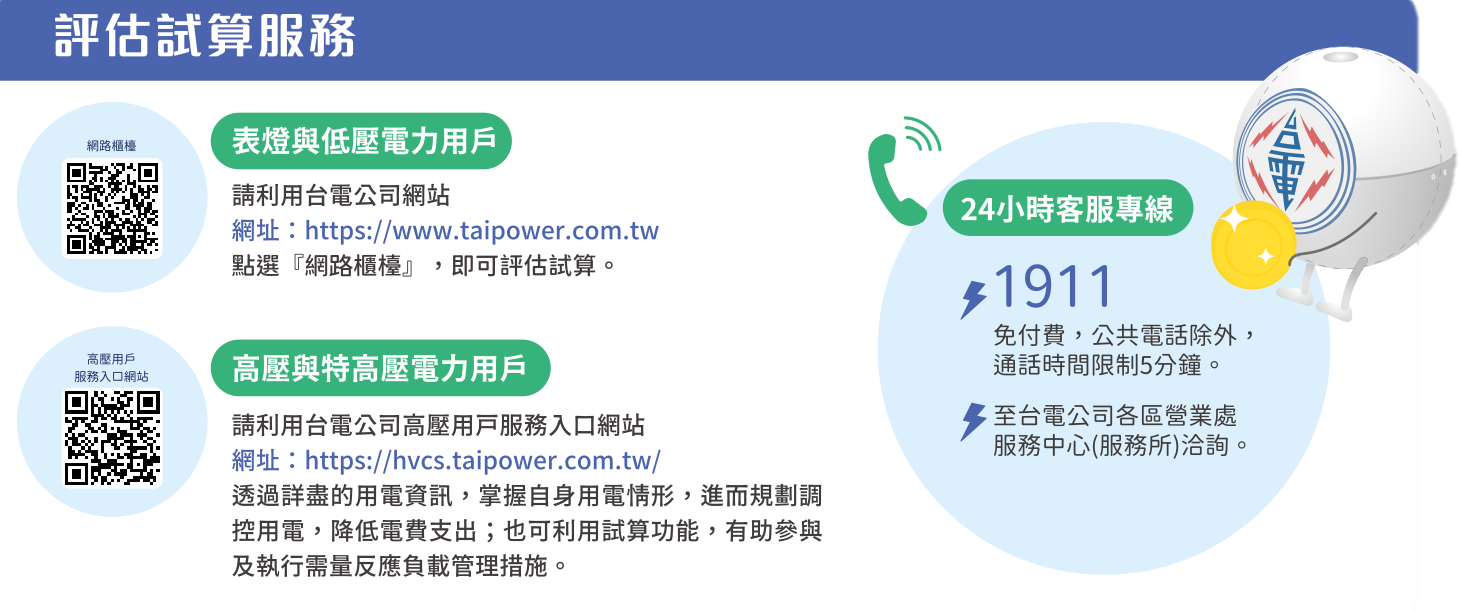 評估試算服務
網路櫃檯
表燈與低壓電力用戶
請利用台電公司網站
網址：https://www.taipower.com.tw
點選『網路櫃檯』，即可評估試算。
高壓用戶
服務入口網站
高壓與特高壓電力用戶
請利用台電公司高壓用戶服務入口網站
網址：https://hvcs.taipower.com.tw/
透過詳盡的用電資訊，掌握自身用電情形，進而規劃調
控用電，降低電費支出；也可利用試算功能，有助參與
及執行需量反應負載管理措施。
台電
24小時客服專線
1911
免付費，公共電話除外，
通話時間限制5分鐘。
至台電公司各區營業處
服務中心(服務所)洽詢。